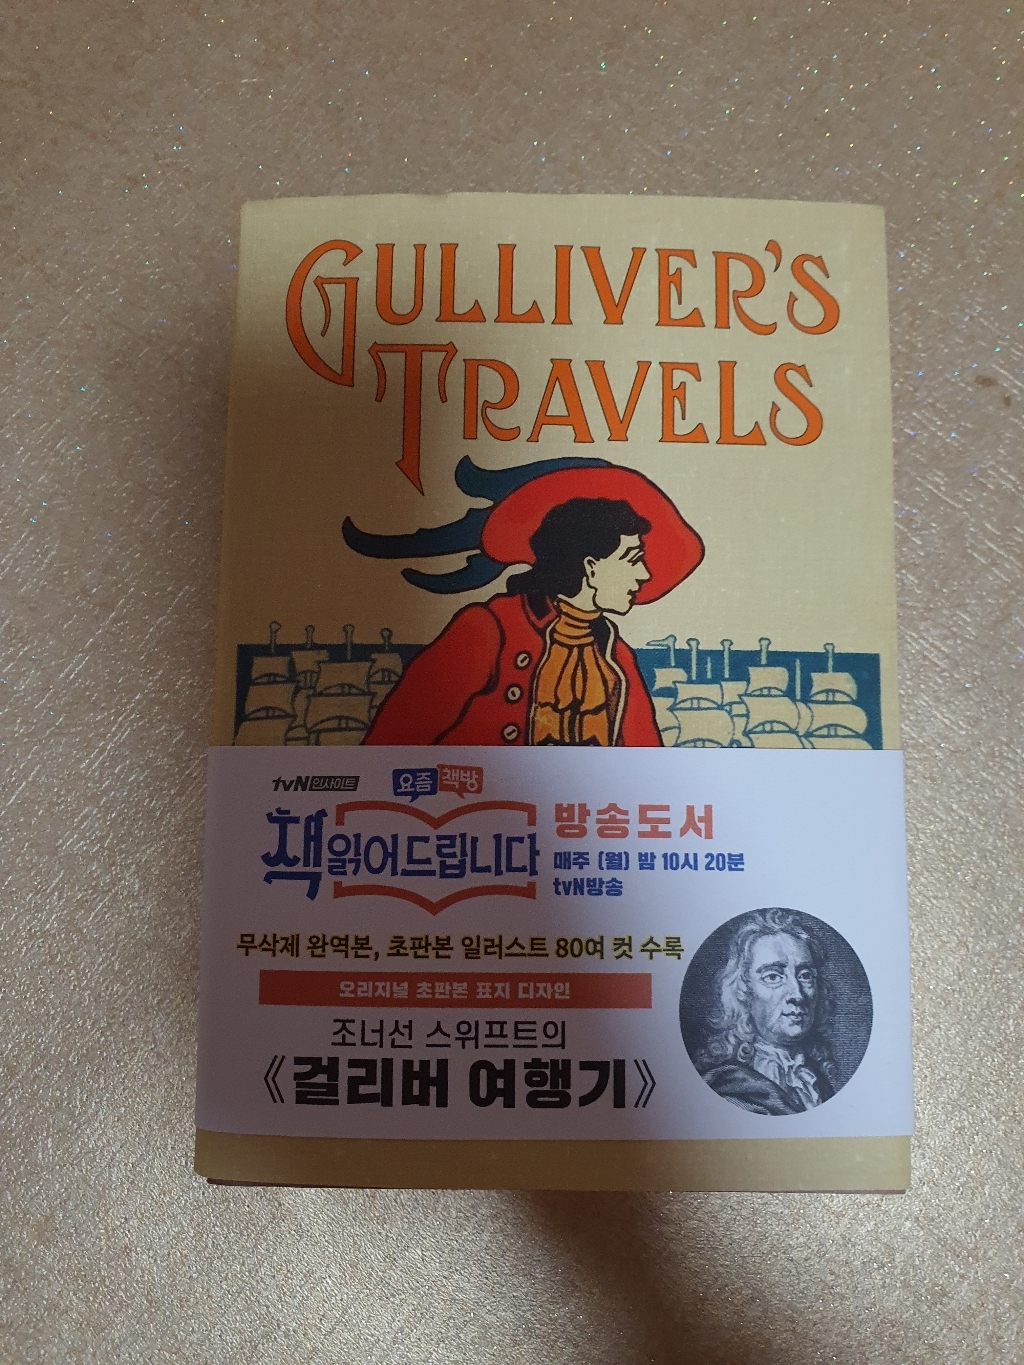 GULLIVER'S
TRAVELS
tvN 인사이트
요즘책방
책 읽어드립니다
방송도서
매주 (월) 밤 10시 20분
tvN방송
무삭제 완역본, 초판본 일러스트 80여 컷 수록
오리지널 초판본 표지 디자인
조너선 스위프트의
《걸리버 여행기》